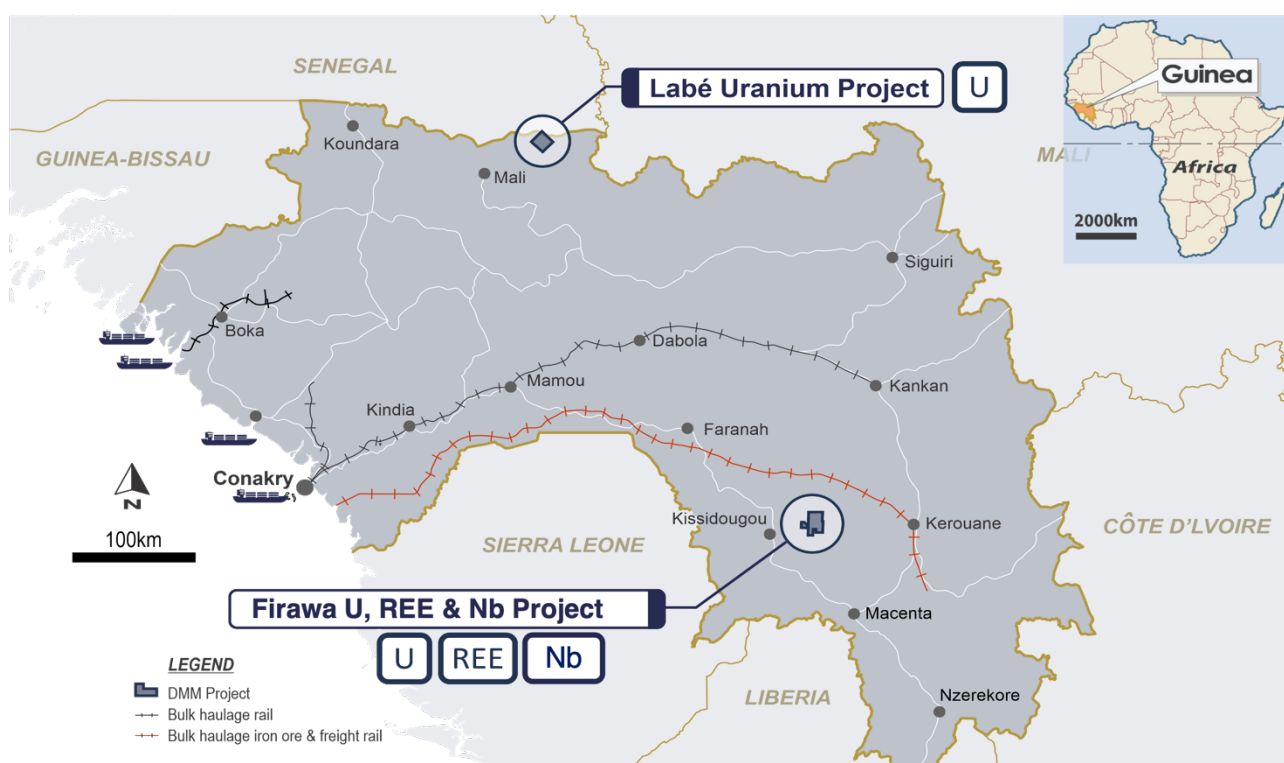 SENEGAL
Labé Uranium Project
U
Guinea
Koundara
GUINEA-BISSAU
MALI
Africa
Mali
2000km
Siguiri
Boka
Dabola
Mamou
Kankan
Kindia
Faranah
Conakry
N
Kissidougou
Kerouane
100km
SIERRA LEONE
CÔTE D'LVOIRE
Firawa U, REE & Nb Project
Macenta
U
REE
Nb
LEGEND
DMM Project
Bulk haulage rail
Bulk haulage iron ore & freight rail
LIBERIA
Nzerekore